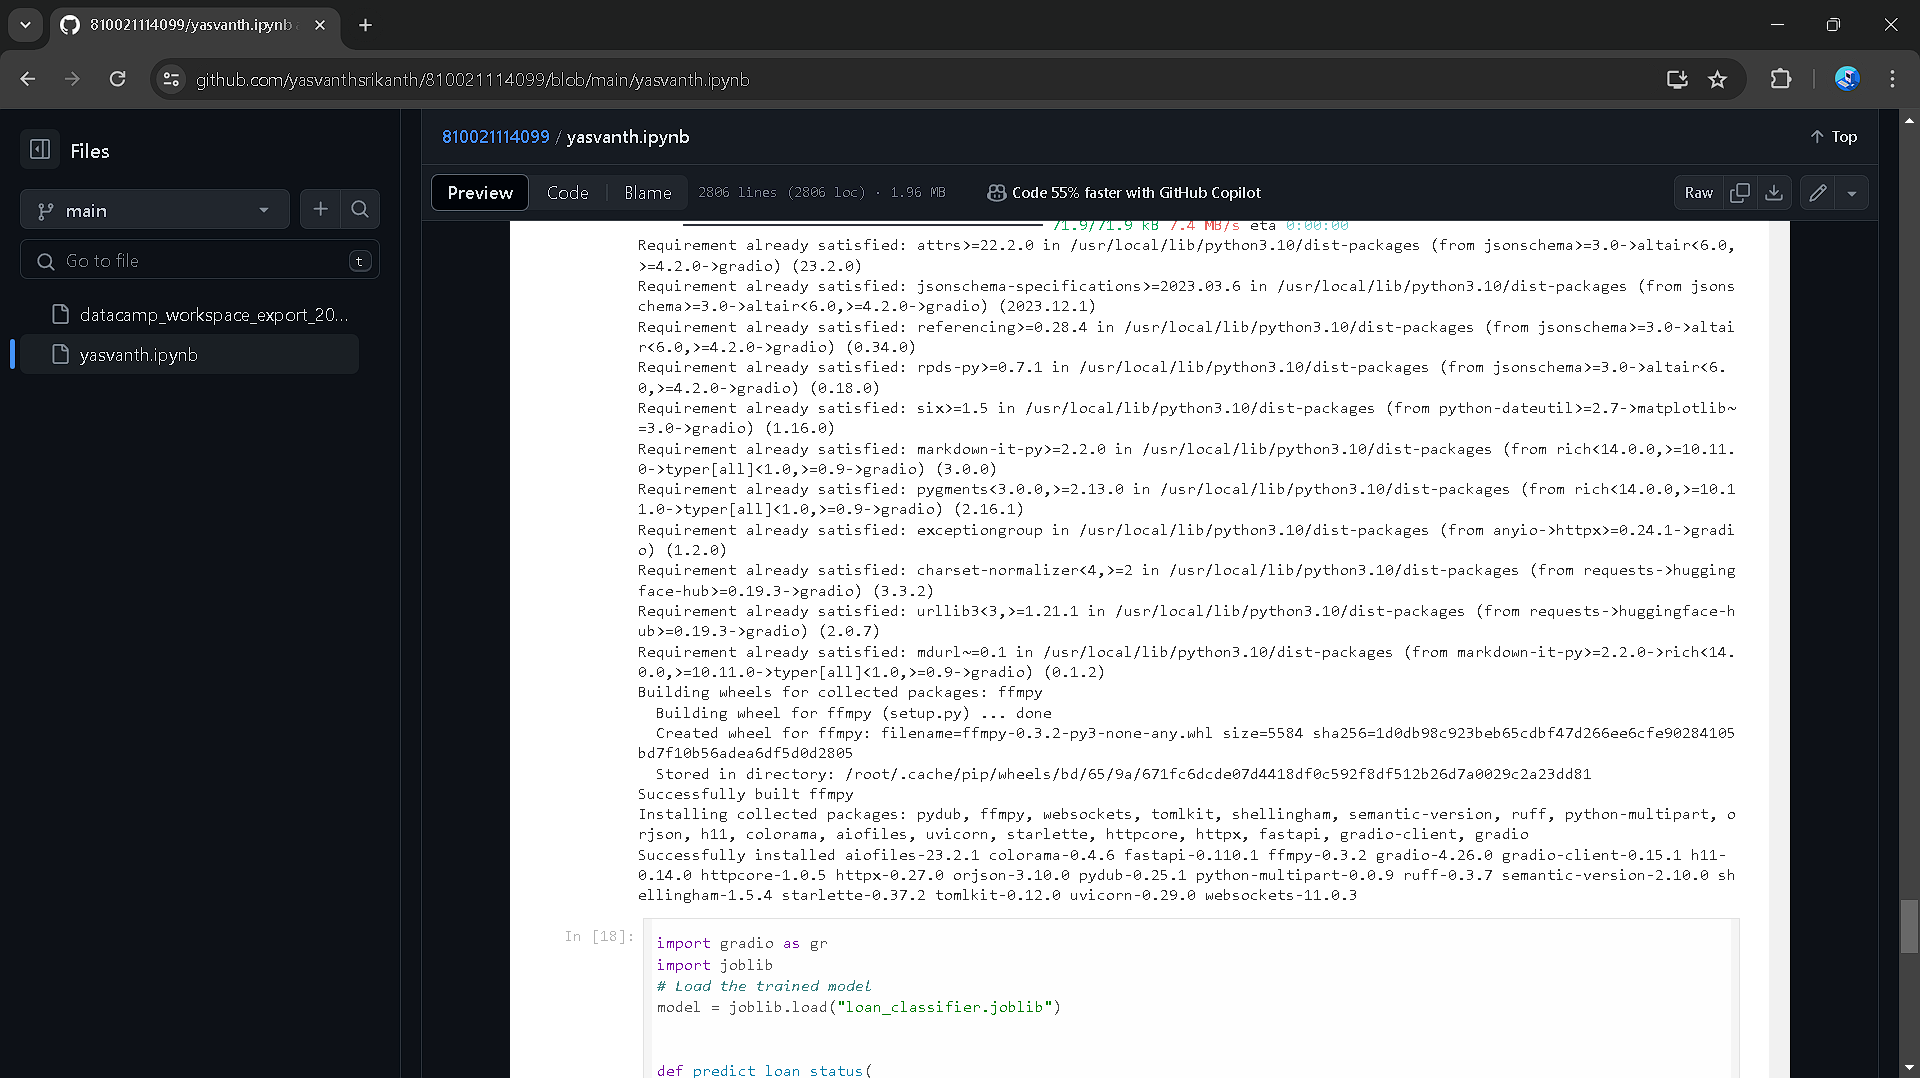 810021114099/yasvanth.ipynb
github.com/yasvanthsrikanth/810021114099/blob/main/yasvanth.ipynb
Files
main
Go to file
t
datacamp_workspace_export_20...
yasvanth.ipynb
810021114099 / yasvanth.ipynb
Top
Preview
Code
Blame
2806 lines (2806 loc) · 1.96 MB
Code 55% faster with GitHub Copilot
Raw
71.9/71.9 kB 7.4 MB/s eta 0:00:00
Requirement already satisfied: attrs>=22.2.0 in /usr/local/lib/python3.10/dist-packages (from jsonschema>=3.0->altair<6.0,
>=4.2.0->gradio) (23.2.0)
Requirement already satisfied: jsonschema-specifications>=2023.03.6 in /usr/local/lib/python3.10/dist-packages (from jsons
chema>=3.0->altair<6.0,>=4.2.0->gradio) (2023.12.1)
Requirement already satisfied: referencing>=0.28.4 in /usr/local/lib/python3.10/dist-packages (from jsonschema>=3.0->altai
r<6.0,>=4.2.0->gradio) (0.34.0)
Requirement already satisfied: rpds-py>=0.7.1 in /usr/local/lib/python3.10/dist-packages (from jsonschema>=3.0->altair<6.
0,>=4.2.0->gradio) (0.18.0)
Requirement already satisfied: six>=1.5 in /usr/local/lib/python3.10/dist-packages (from python-dateutil>=2.7->matplotlib~
=3.0->gradio) (1.16.0)
Requirement already satisfied: markdown-it-py>=2.2.0 in /usr/local/lib/python3.10/dist-packages (from rich<14.0.0,>=10.11.
0->typer[all]<1.0,>=0.9->gradio) (3.0.0)
Requirement already satisfied: pygments<3.0.0,>=2.13.0 in /usr/local/lib/python3.10/dist-packages (from rich<14.0.0,>=10.1
1.0->typer[all]<1.0,>=0.9->gradio) (2.16.1)
Requirement already satisfied: exceptiongroup in /usr/local/lib/python3.10/dist-packages (from anyio->httpx>=0.24.1->gradi
o) (1.2.0)
Requirement already satisfied: charset-normalizer<4,>=2 in /usr/local/lib/python3.10/dist-packages (from requests->hugging
face-hub>=0.19.3->gradio) (3.3.2)
Requirement already satisfied: urllib3<3,>=1.21.1 in /usr/local/lib/python3.10/dist-packages (from requests->huggingface-h
ub>=0.19.3->gradio) (2.0.7)
Requirement already satisfied: mdurl~=0.1 in /usr/local/lib/python3.10/dist-packages (from markdown-it-py>=2.2.0->rich<14.
0.0,>=10.11.0->typer[all]<1.0,>=0.9->gradio) (0.1.2)
Building wheels for collected packages: ffmpy
Building wheel for ffmpy (setup.py) ... done
Created wheel for ffmpy: filename=ffmpy-0.3.2-py3-none-any.whl size=5584 sha256=1d0db98c923beb65cdbf47d266ee6cfe90284105
bd7f10b56adea6df5d0d2805
Stored in directory: /root/.cache/pip/wheels/bd/65/9a/671fc6dcde07d4418df0c592f8df512b26d7a0029c2a23dd81
Successfully built ffmpy
Installing collected packages: pydub, ffmpy, websockets, tomlkit, shellingham, semantic-version, ruff, python-multipart, o
rjson, h11, colorama, aiofiles, uvicorn, starlette, httpcore, httpx, fastapi, gradio-client, gradio
Successfully installed aiofiles-23.2.1 colorama-0.4.6 fastapi-0.110.1 ffmpy-0.3.2 gradio-4.26.0 gradio-client-0.15.1 h11-
0.14.0 httpcore-1.0.5 httpx-0.27.0 orjson-3.10.0 pydub-0.25.1 python-multipart-0.0.9 ruff-0.3.7 semantic-version-2.10.0 sh
ellingham-1.5.4 starlette-0.37.2 tomlkit-0.12.0 uvicorn-0.29.0 websockets-11.0.3
In [18]:
import gradio as gr
import joblib
# Load the trained model
model = joblib.load("loan_classifier.joblib")
def predict_loan_status(